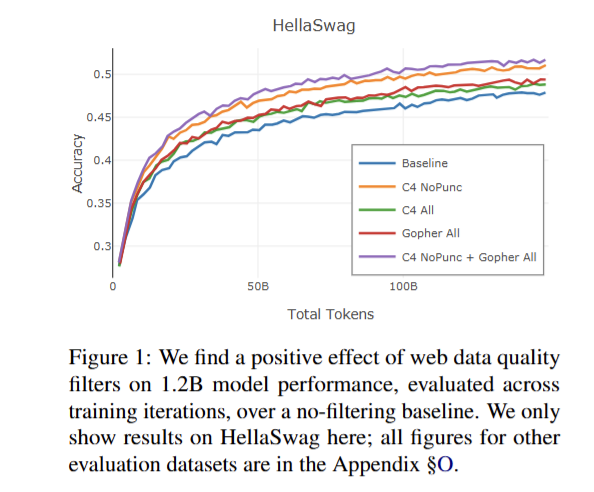 HellaSwag
0.5
0.45
0.4
0.35
0.3
Accuracy
Baseline
C4 NoPunc
C4 All
Gopher All
C4 NoPunc + Gopher All
0
50B
100B
Total Tokens
Figure 1: We find a positive effect of web data quality
filters on 1.2B model performance, evaluated across
training iterations, over a no-filtering baseline. We only
show results on HellaSwag here; all figures for other
evaluation datasets are in the Appendix §O.